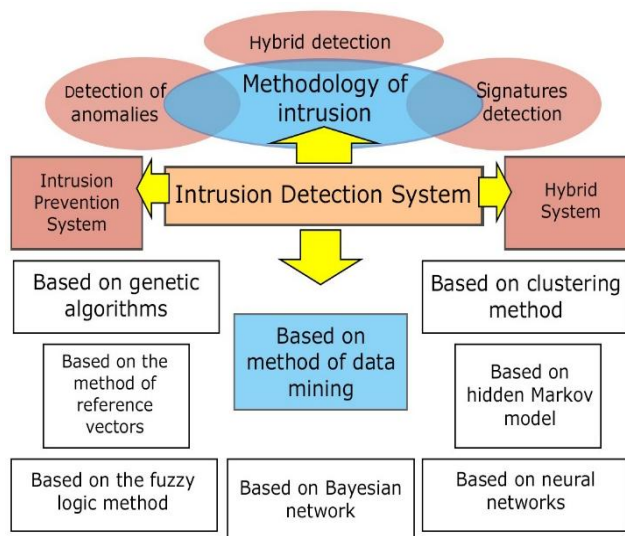 Hybrid detection
Detection of
anomalies
Methodology of
intrusion
Signatures
detection
Intrusion
Prevention
System
Intrusion Detection System
Hybrid
System
Based on genetic
algorithms
Based on clustering
method
Based on
method of data
mining
Based on the
method of
reference
vectors
Based on
hidden Markov
model
Based on the fuzzy
logic method
Based on Bayesian
network
Based on neural
networks